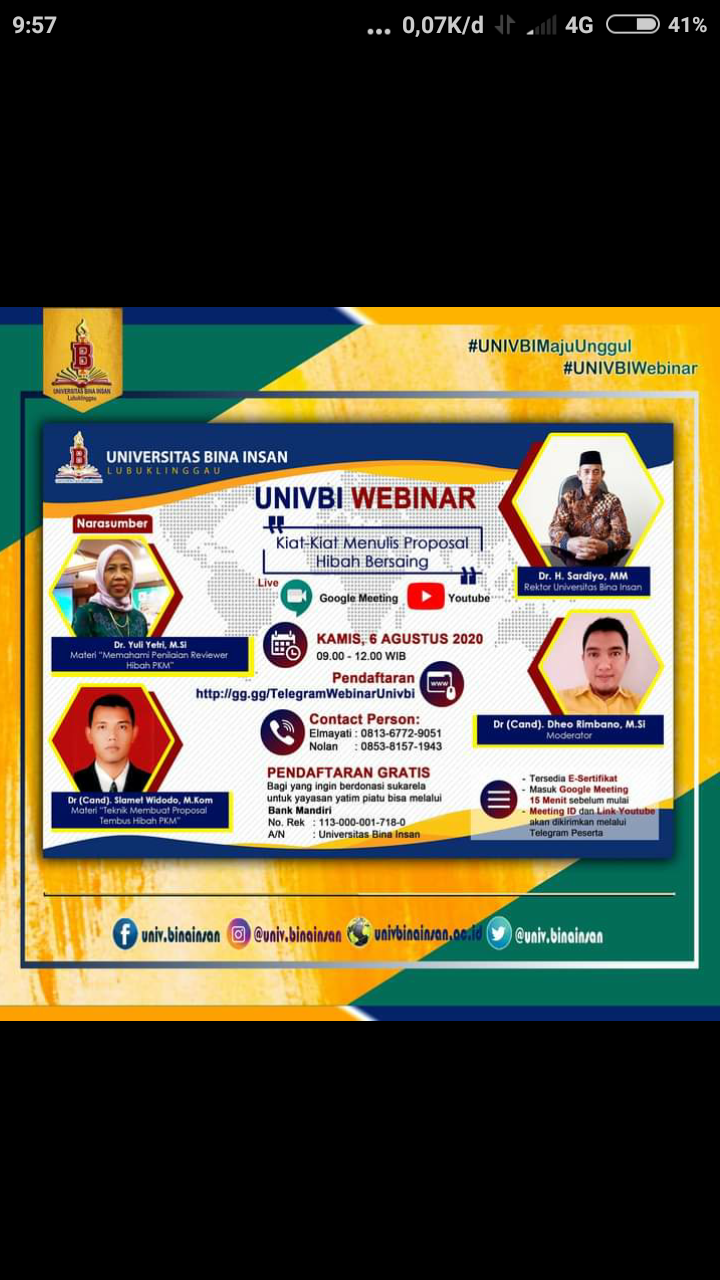 9:57
... 0,07K/d 4G 41%
#UNIVBIMajuUnggul
#UNIVBIWebinar
B
UNIVERSITAS BINA INSAN
Lubuklinggau
B
UNIVERSITAS BINA INSAN
LUBUKLINGGAU
UNIVBI WEBINAR
Narasumber
" Kiat-Kiat Menulis Proposal
Hibah Bersaing "
Dr. H. Sardiyo, MM
Rektor Universitas Bina Insan
Live
Google Meeting
Youtube
Dr. Yuli Yetri, M.Si
Materi "Memahami Penilaian Reviewer
Hibah PKM"
KAMIS, 6 AGUSTUS 2020
09.00 - 12.00 WIB
Pendaftaran
http://gg.gg/TelegramWebinarUnivbi
www
Contact Person:
Elmayati : 0813-6772-9051
Nolan : 0853-8157-1943
Dr (Cand). Dheo Rimbano, M.Si
Moderator
Dr (Cand). Slamet Widodo, M.Kom
Materi "Teknik Membuat Proposal
Tembus Hibah PKM"
PENDAFTARAN GRATIS
Bagi yang ingin berdonasi sukarela
untuk yayasan yatim piatu bisa melalui
Bank Mandiri
No. Rek : 113-000-001-718-0
A/N : Universitas Bina Insan
- Tersedia E-Sertifikat
- Masuk Google Meeting
15 Menit sebelum mulai
- Meeting ID dan Link Youtube
akan dikirimkan melalui
Telegram Peserta
univ.binainsan
@univ.binainsan
univbinainsan.ac.id
@univ.binainsan